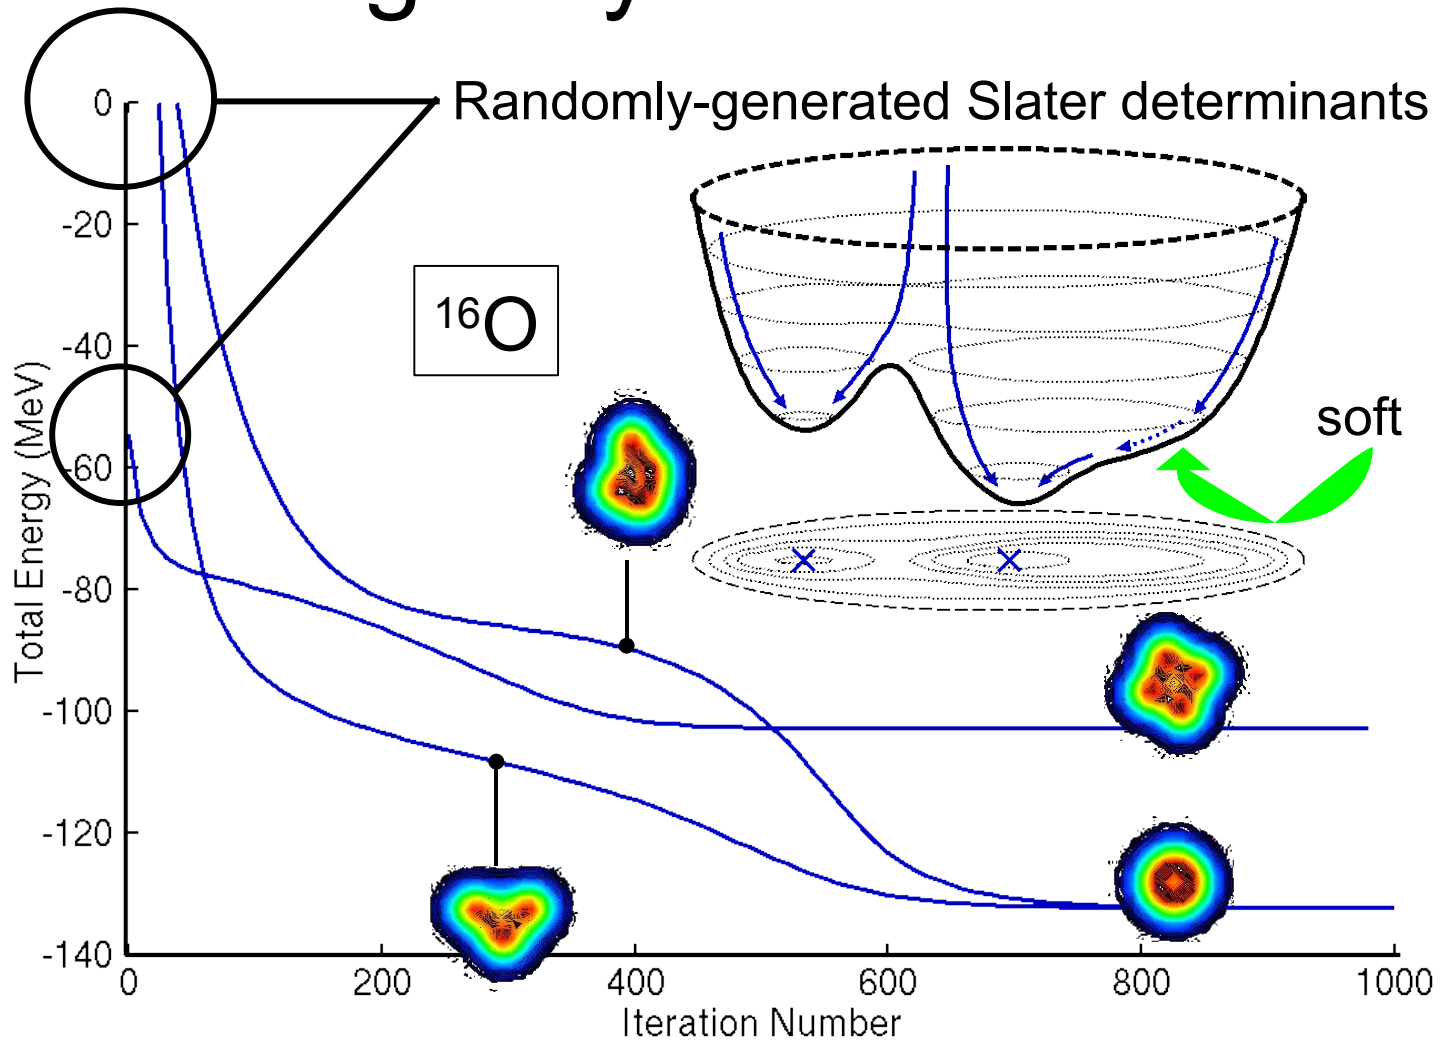 Randomly-generated Slater determinants
16O
soft
Total Energy (MeV)
0
-20
-40
-60
-80
-100
-120
-140
0 200 400 600 800 1000
Iteration Number